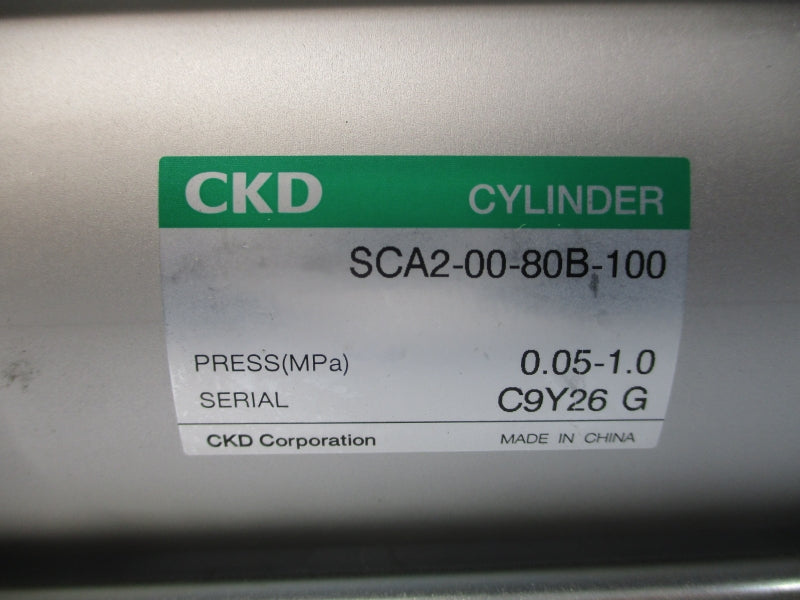 CKD CYLINDER
SCA2-00-80B-100
PRESS(MPa) 0.05-1.0
SERIAL C9Y26 G
CKD Corporation MADE IN CHINA